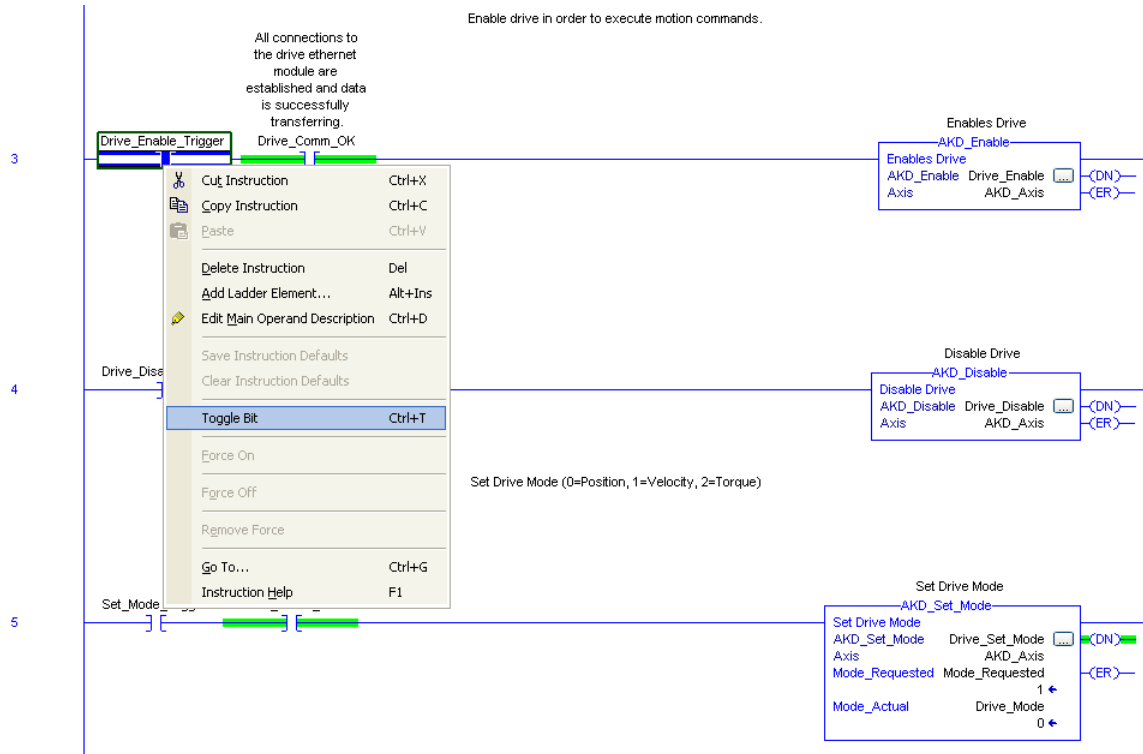 Enable drive in order to execute motion commands.
All connections to
the drive ethernet
module are
established and data
is successfully
transferring.
Drive_Enable_Trigger
Drive_Comm_OK
Enables Drive
AKD_Enable
Enables Drive
AKD_Enable Drive_Enable ... (DN)
Axis AKD_Axis (ER)
3
Cut Instruction Ctrl+X
Copy Instruction Ctrl+C
Paste Ctrl+V
Delete Instruction Del
Add Ladder Element... Alt+Ins
Edit Main Operand Description Ctrl+D
Save Instruction Defaults
Clear Instruction Defaults
Toggle Bit Ctrl+T
Force On
Force Off
Remove Force
Go To... Ctrl+G
Instruction Help F1
Drive_Disa
4
Disable Drive
AKD_Disable
Disable Drive
AKD_Disable Drive_Disable ... (DN)
Axis AKD_Axis (ER)
Set Drive Mode (0=Position, 1=Velocity, 2=Torque)
Set_Mode_
5
Set Drive Mode
AKD_Set_Mode
Set Drive Mode
AKD_Set_Mode Drive_Set_Mode ... (DN)
Axis AKD_Axis
Mode_Requested Mode_Requested (ER)
1
Mode_Actual Drive_Mode
0